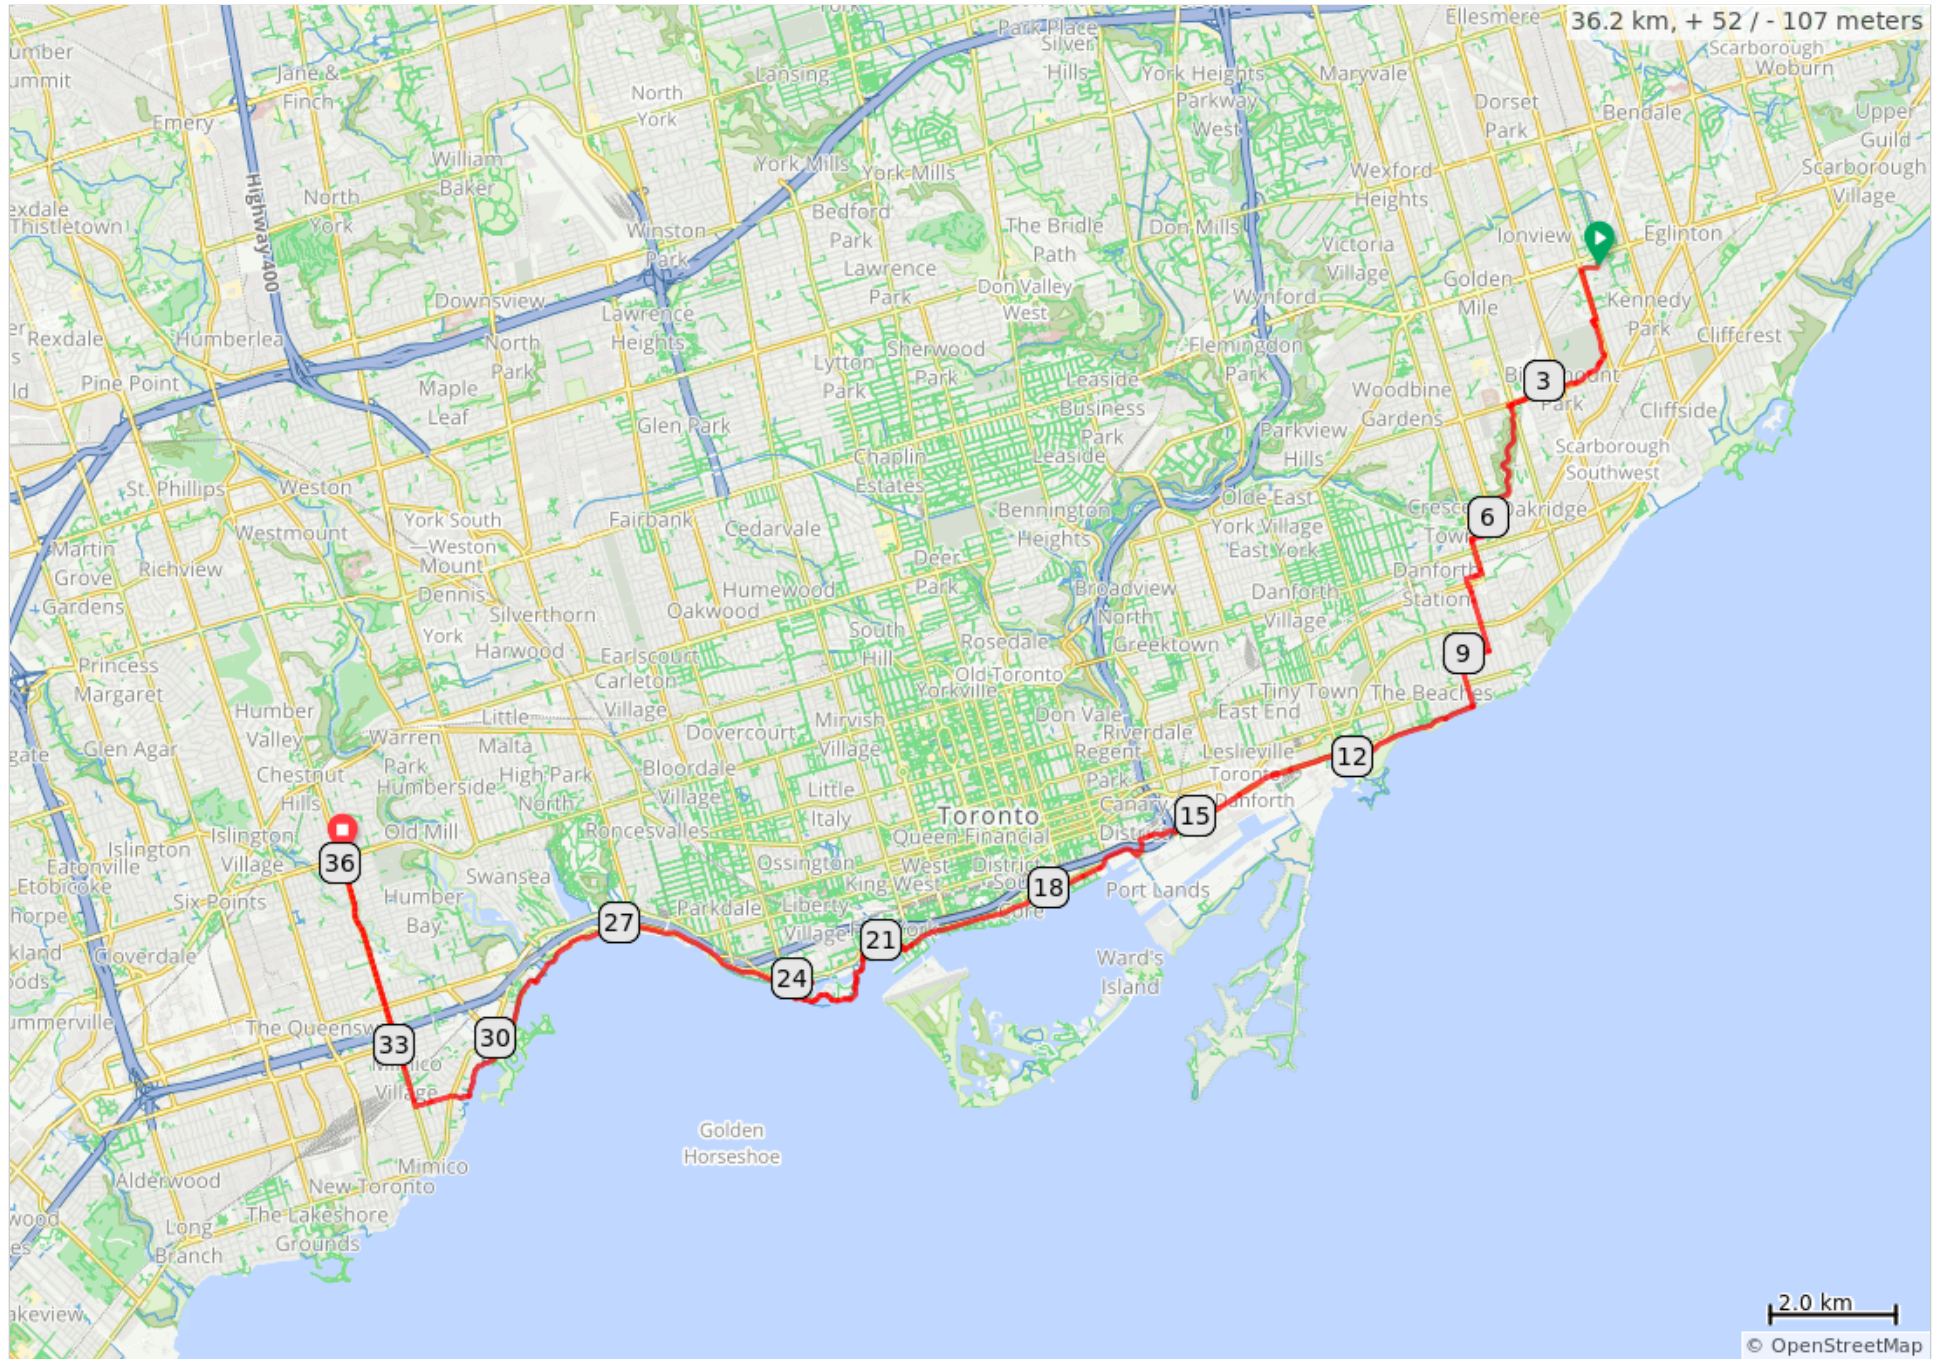 36.2 km, + 52 / - 107 meters
Park Place
Silver
Hills
Ellesmere
Scarborough
Woburn
Jane &
Finch
Lansing
York Heights
Maryvale
North
York
Parkway
West
Dorset
Park
Bendale
Upper
Guild
Scarborough
Village
Emery
William
Baker
York Mills
York Mills
Wexford
Heights
Highway 400
North
York
Thistletown
Winston
Park
Bedford
Park
The Bridle
Path
Don Mills
Victoria
Village
Ionview
Eglinton
Lawrence
Park
Don Valley
West
Wynford
Heights
Golden
Mile
Kennedy
Park
Cliffcrest
Downsview
Lawrence
Heights
Rexdale
Humberlea
North
Park
Sherwood
Park
Flemingdon
Park
Pine Point
Maple
Leaf
Lytton
Park
Leaside
Business
Park
Woodbine
Gardens
3
Park
Cliffside
Glen Park
Parkview
Hills
Scarborough
Southwest
Chaplin
Estates
Leaside
St. Phillips
Weston
Olde East
York Village
East York
Westmount
York South
—Weston
Mount
Dennis
Fairbank
Cedarvale
Bennington
Heights
6
Oakridge
Town
Martin
Grove
Gardens
Richview
Deer
Park
Humewood
Oakwood
Broadview
North
Danforth
Village
Danforth
Station
Silverthorn
York
Harwood
South
Hill
Rosedale
Greektown
9
Princess
Margaret
Earlscourt
Carleton
Village
Old Toronto
Yorkville
Tiny Town
East End
The Beaches
Humber
Valley
Little
Malta
Dovercourt
Mirvish
Village
Don Vale
Riverdale
Glen Agar
Warren
Park
Regent
Park
Leslieville
Toronto
Danforth
12
Chestnut
Hills
Humberside
High Park
North
Bloordale
Village
Little
Italy
Toronto
Canary
15
Islington
Village
Islington
Old Mill
Roncesvalles
Queen
Financial
District
Eatonville
36
Ossington
West
King West
18
Port Lands
Etobicoke
Six Points
Swansea
Humber
Bay
27
Parkdale
Liberty
Village
21
Core
Cloverdale
24
Ward's
Island
The Queensw
33
30
Village
Golden
Horseshoe
Mimico
Alderwood
New Toronto
The Lakeshore
Grounds
Long
Branch
2.0 km
© OpenStreetMap